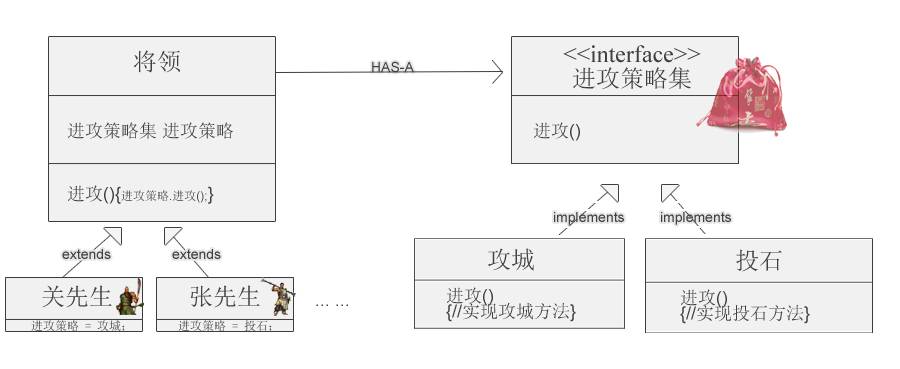 将领
HAS-A
<<interface>>
进攻策略集
进攻策略集 进攻策略
进攻()
进攻(){进攻策略.进攻();}
extends
extends
implements
implements
关先生
张先生
... ...
攻城
投石
进攻策略 = 攻城;
进攻策略 = 投石;
进攻()
{//实现攻城方法}
进攻()
{//实现投石方法}